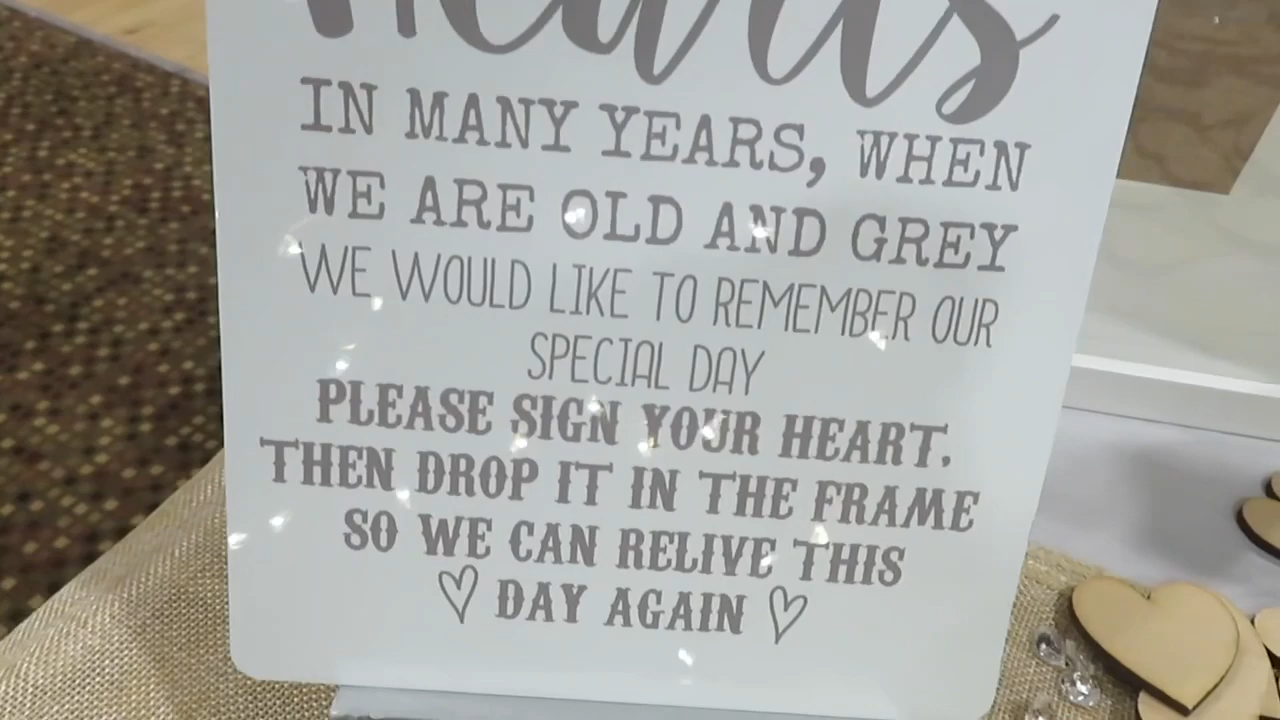 Hearts
IN MANY YEARS, WHEN
WE ARE OLD AND GREY
WE WOULD LIKE TO REMEMBER OUR
SPECIAL DAY
PLEASE SIGN YOUR HEART.
THEN DROP IT IN THE FRAME
SO WE CAN RELIVE THIS
DAY AGAIN